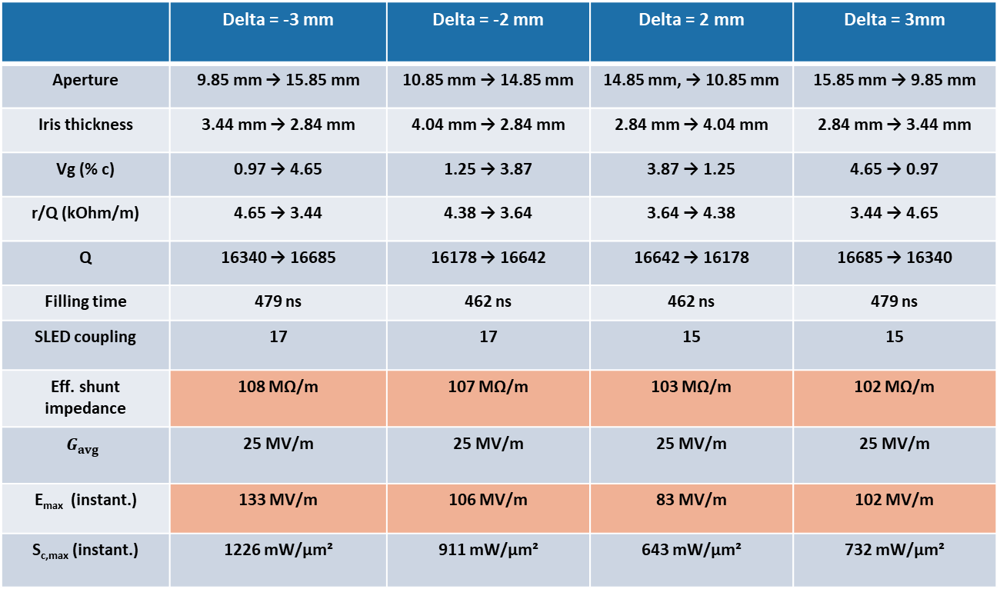 Delta = -3 mm Delta = -2 mm Delta = 2 mm Delta = 3mm
Aperture 9.85 mm → 15.85 mm 10.85 mm → 14.85 mm 14.85 mm, → 10.85 mm 15.85 mm → 9.85 mm
Iris thickness 3.44 mm → 2.84 mm 4.04 mm → 2.84 mm 2.84 mm → 4.04 mm 2.84 mm → 3.44 mm
Vg (% c) 0.97 → 4.65 1.25 → 3.87 3.87 → 1.25 4.65 → 0.97
r/Q (kOhm/m) 4.65 → 3.44 4.38 → 3.64 3.64 → 4.38 3.44 → 4.65
Q 16340 → 16685 16178 → 16642 16642 → 16178 16685 → 16340
Filling time 479 ns 462 ns 462 ns 479 ns
SLED coupling 17 17 15 15
Eff. shunt 108 MΩ/m 107 MΩ/m 103 MΩ/m 102 MΩ/m
impedance
G_avg 25 MV/m 25 MV/m 25 MV/m 25 MV/m
E_max (instant.) 133 MV/m 106 MV/m 83 MV/m 102 MV/m
S_c,max (instant.) 1226 mW/μm² 911 mW/μm² 643 mW/μm² 732 mW/μm²